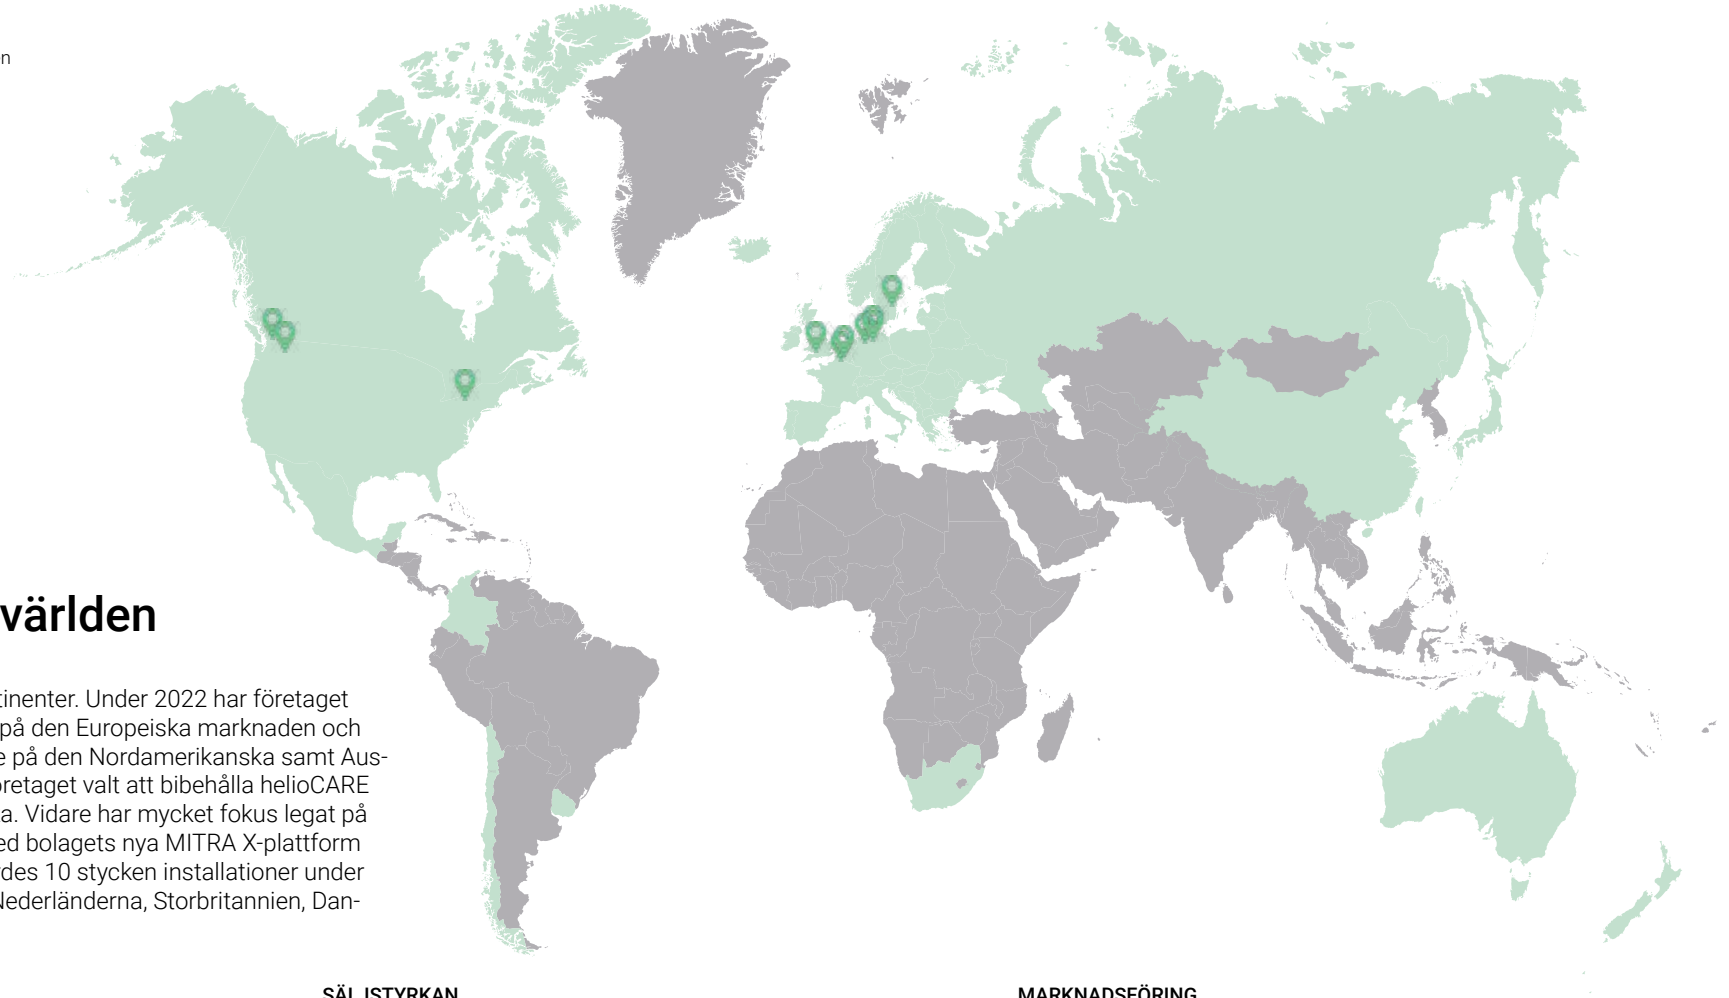 n
världen
tinenter. Under 2022 har företaget
på den Europeiska marknaden och
e på den Nordamerikanska samt Aus-
öretaget valt att bibehålla helioCARE
a. Vidare har mycket fokus legat på
ed bolagets nya MITRA X-plattform
des 10 stycken installationer under
Nederländerna, Storbritannien, Dan-
SÄLJSTYRKAN
MARKNADSFÖRING